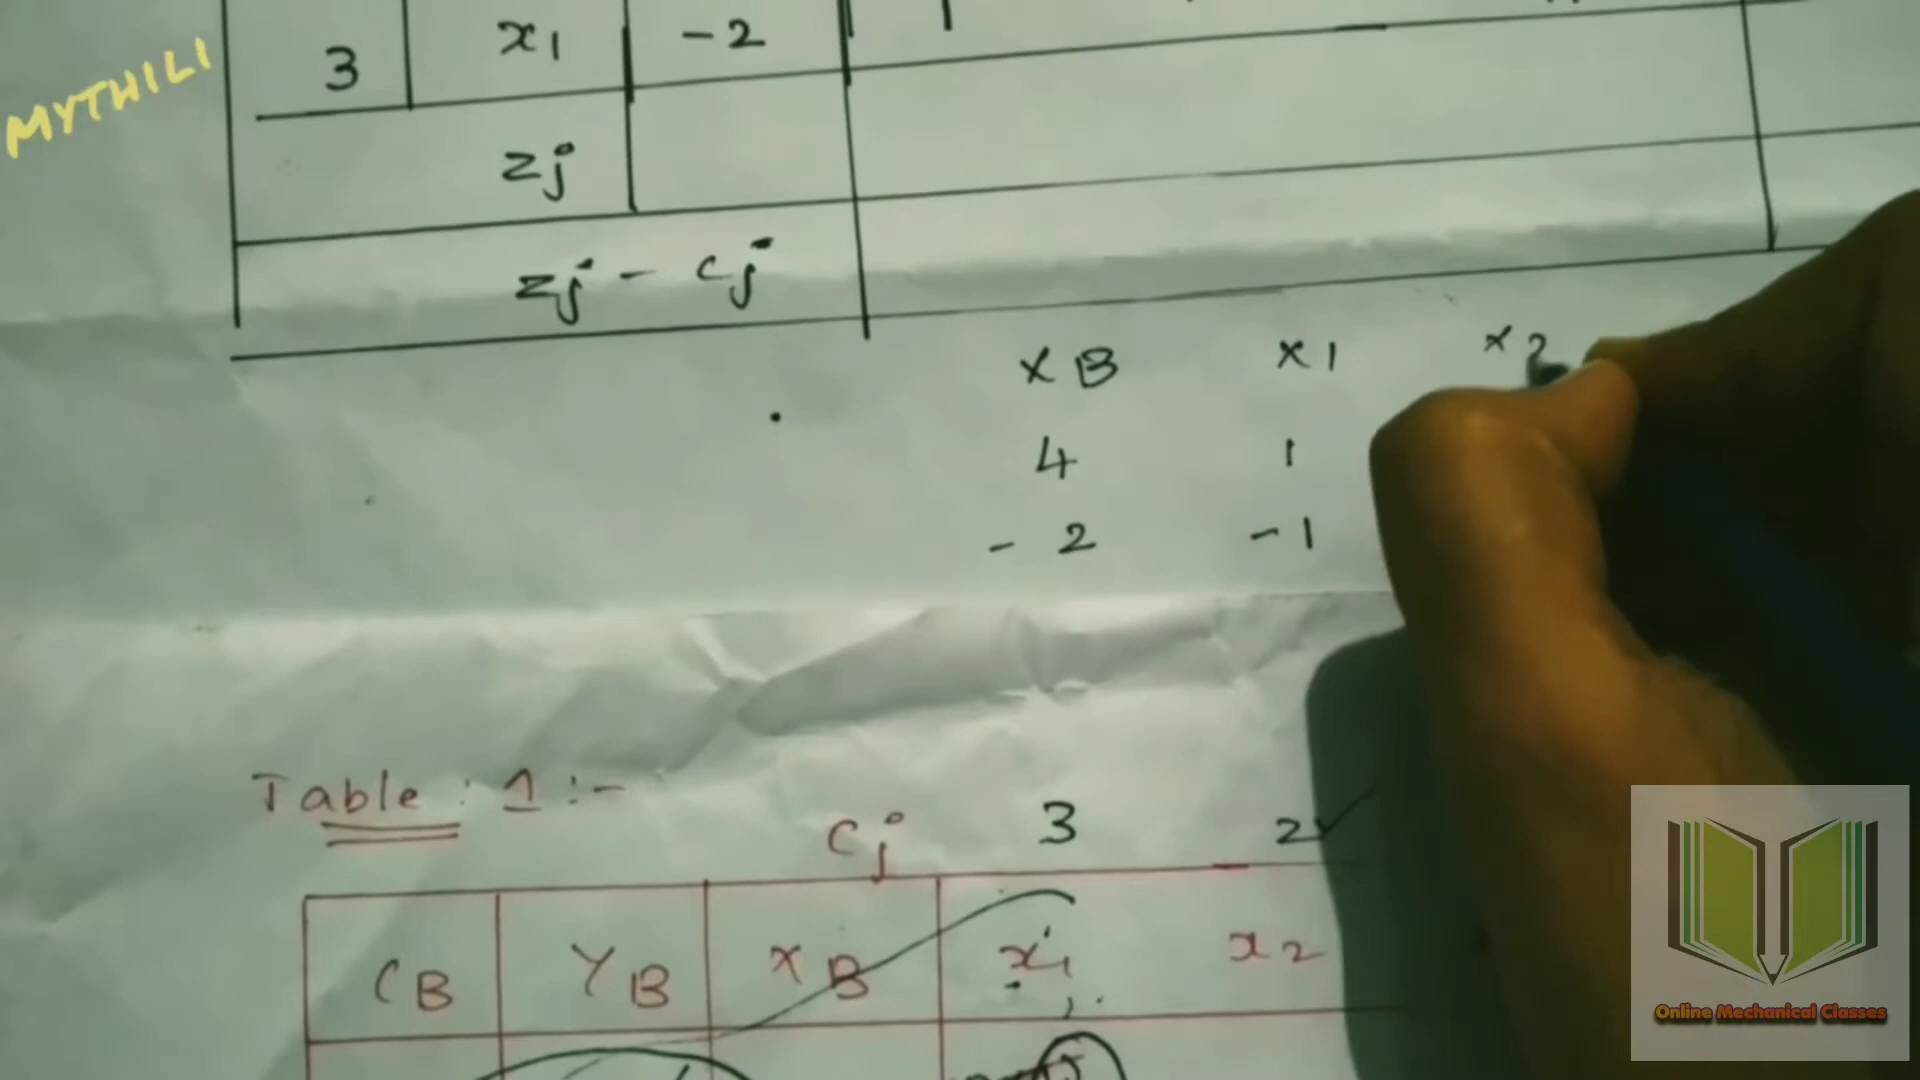 MYTHILI
3 x1 -2 1
zj
zj - cj
xB x1 x2
4 1
-2 -1
Table : 1 :-
cj 3 2
CB YB XB x1 x2
Online Mechanical Classes